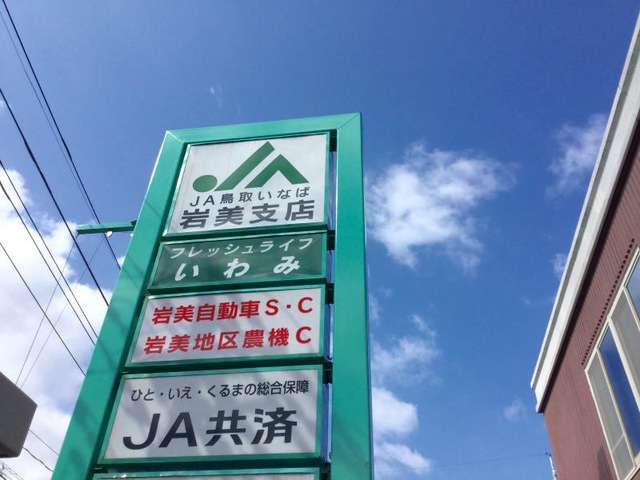 JA鳥取いなば
岩美支店
フレッシュライフ
いわみ
岩美自動車S・C
岩美地区農機C
ひと・いえ・くるまの総合保障
JA共済